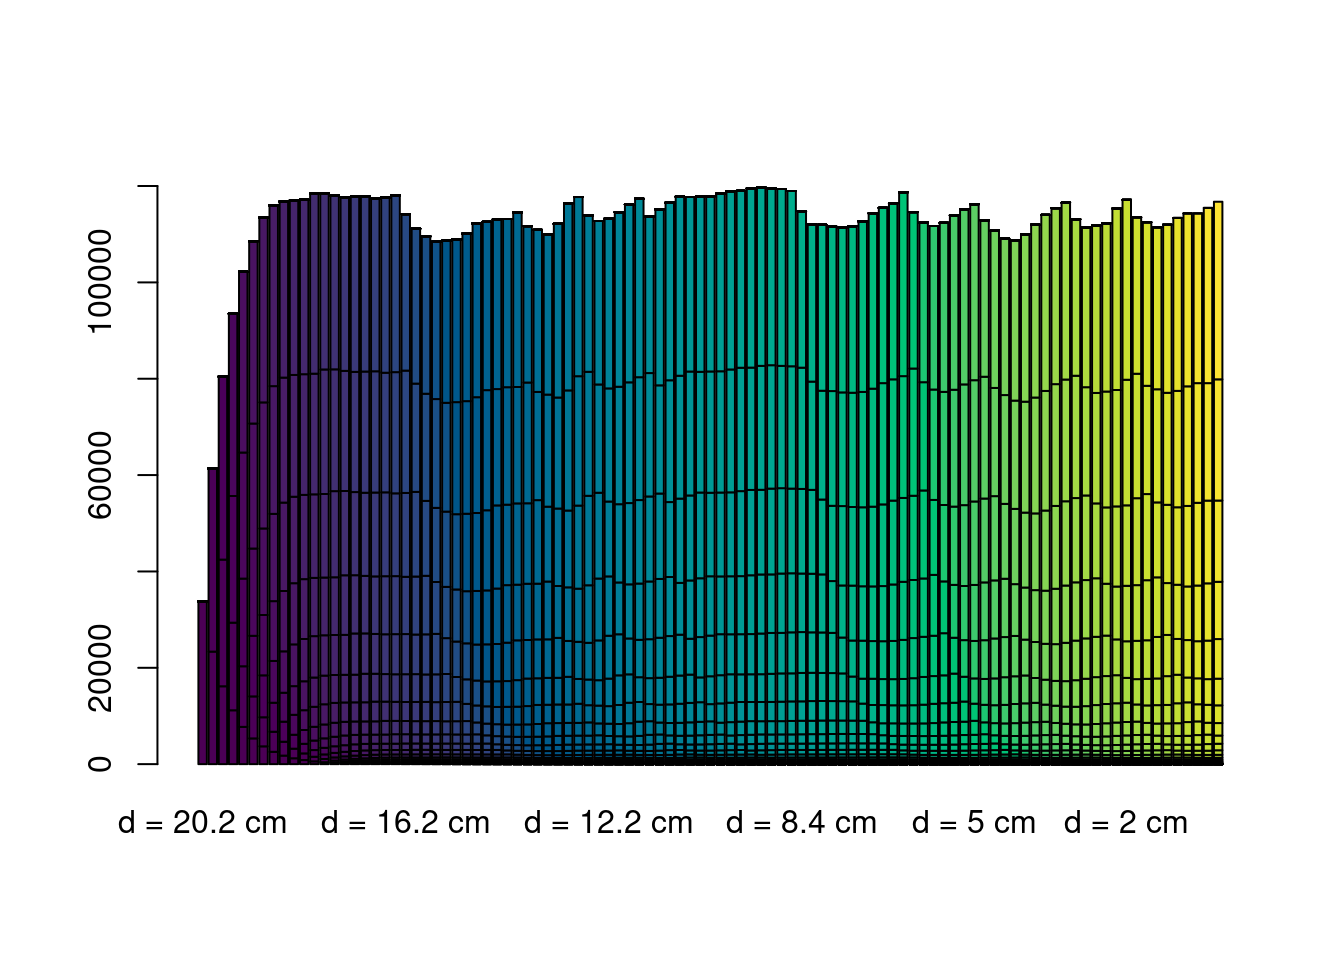 100000
60000
20000
0
d = 20.2 cm d = 16.2 cm d = 12.2 cm d = 8.4 cm d = 5 cm d = 2 cm